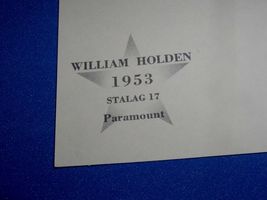 WILLIAM HOLDEN
1953
STALAG 17
Paramount